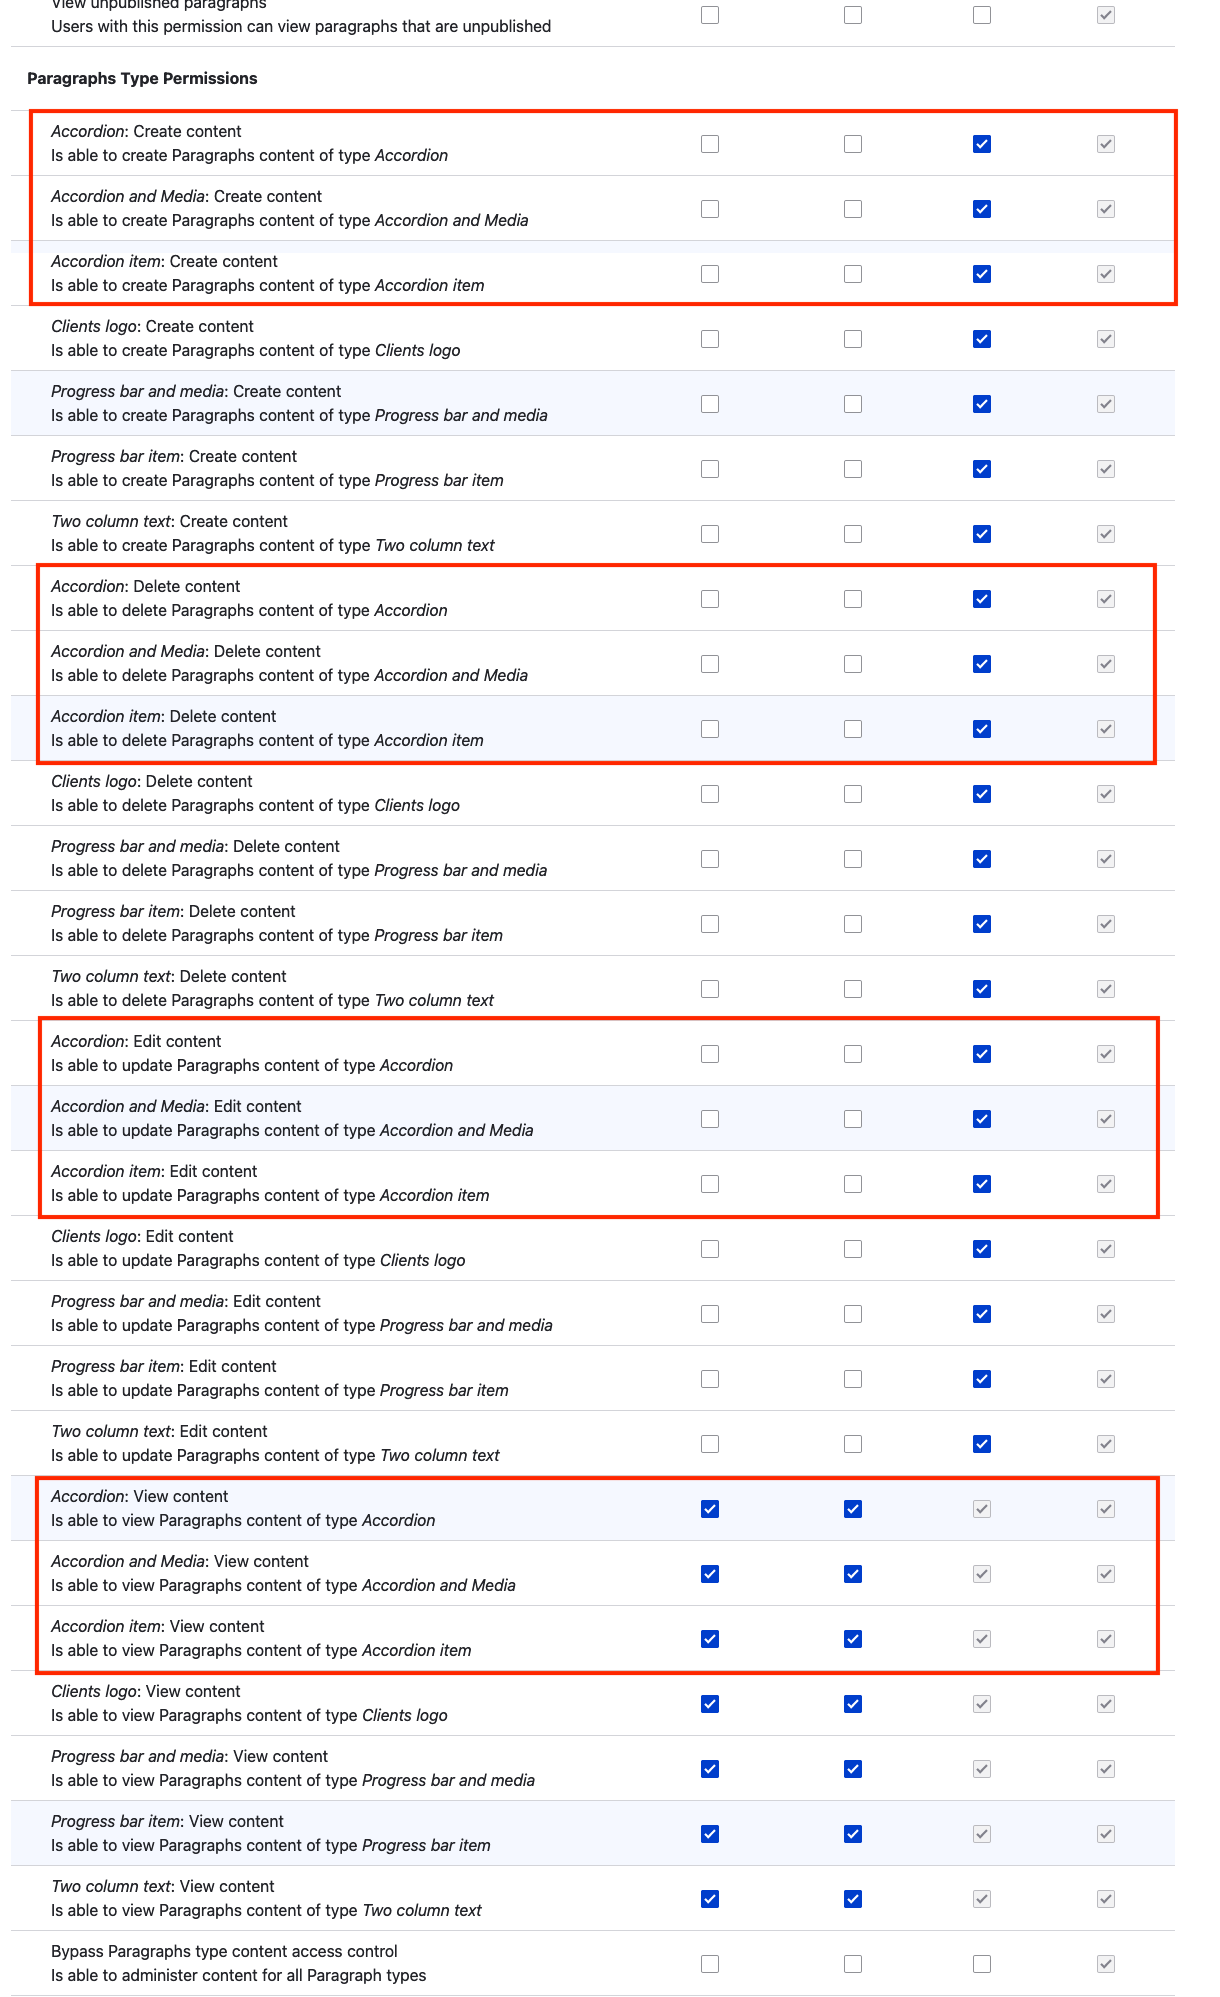 View unpublished paragraphs
Users with this permission can view paragraphs that are unpublished
Paragraphs Type Permissions
Accordion: Create content
Is able to create Paragraphs content of type Accordion
Accordion and Media: Create content
Is able to create Paragraphs content of type Accordion and Media
Accordion item: Create content
Is able to create Paragraphs content of type Accordion item
Clients logo: Create content
Is able to create Paragraphs content of type Clients logo
Progress bar and media: Create content
Is able to create Paragraphs content of type Progress bar and media
Progress bar item: Create content
Is able to create Paragraphs content of type Progress bar item
Two column text: Create content
Is able to create Paragraphs content of type Two column text
Accordion: Delete content
Is able to delete Paragraphs content of type Accordion
Accordion and Media: Delete content
Is able to delete Paragraphs content of type Accordion and Media
Accordion item: Delete content
Is able to delete Paragraphs content of type Accordion item
Clients logo: Delete content
Is able to delete Paragraphs content of type Clients logo
Progress bar and media: Delete content
Is able to delete Paragraphs content of type Progress bar and media
Progress bar item: Delete content
Is able to delete Paragraphs content of type Progress bar item
Two column text: Delete content
Is able to delete Paragraphs content of type Two column text
Accordion: Edit content
Is able to update Paragraphs content of type Accordion
Accordion and Media: Edit content
Is able to update Paragraphs content of type Accordion and Media
Accordion item: Edit content
Is able to update Paragraphs content of type Accordion item
Clients logo: Edit content
Is able to update Paragraphs content of type Clients logo
Progress bar and media: Edit content
Is able to update Paragraphs content of type Progress bar and media
Progress bar item: Edit content
Is able to update Paragraphs content of type Progress bar item
Two column text: Edit content
Is able to update Paragraphs content of type Two column text
Accordion: View content
Is able to view Paragraphs content of type Accordion
Accordion and Media: View content
Is able to view Paragraphs content of type Accordion and Media
Accordion item: View content
Is able to view Paragraphs content of type Accordion item
Clients logo: View content
Is able to view Paragraphs content of type Clients logo
Progress bar and media: View content
Is able to view Paragraphs content of type Progress bar and media
Progress bar item: View content
Is able to view Paragraphs content of type Progress bar item
Two column text: View content
Is able to view Paragraphs content of type Two column text
Bypass Paragraphs type content access control
Is able to administer content for all Paragraph types